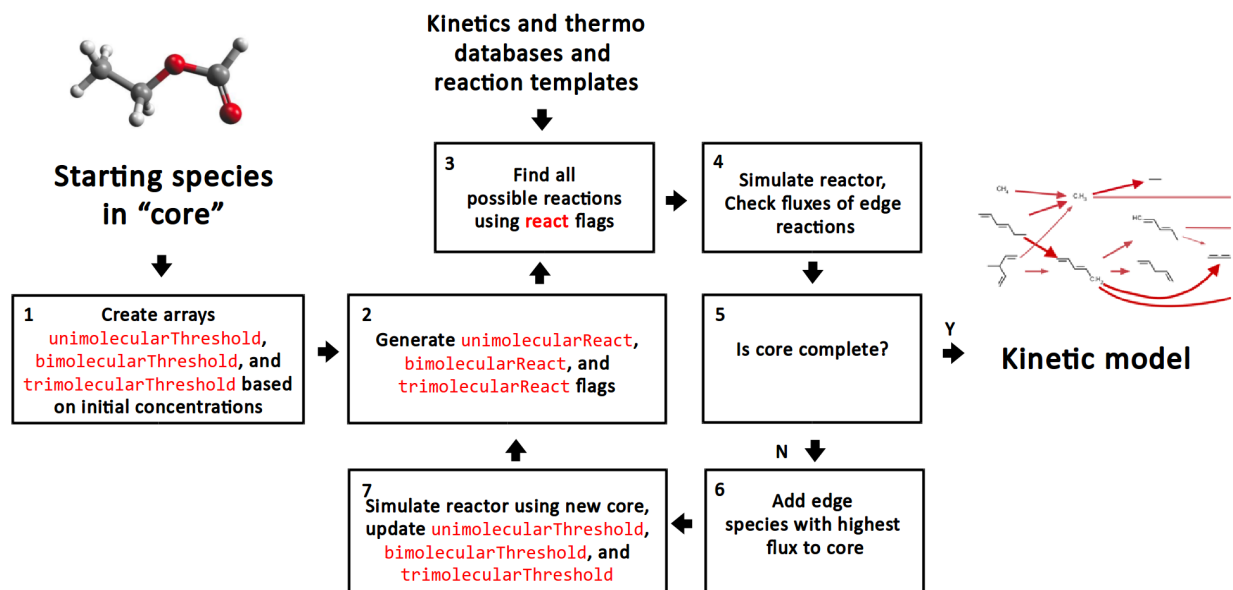 Kinetics and thermo
databases and
reaction templates
Starting species
in “core”
1
Create arrays
unimolecularThreshold,
bimolecularThreshold, and
trimolecularThreshold based
on initial concentrations
2
Generate unimolecularReact,
bimolecularReact, and
trimolecularReact flags
3
Find all
possible reactions
using react flags
4
Simulate reactor,
Check fluxes of edge
reactions
5
Is core complete?
Y
Kinetic model
N
6
Add edge
species with highest
flux to core
7
Simulate reactor using new core,
update unimolecularThreshold,
bimolecularThreshold, and
trimolecularThreshold
CH₄
CH₃
HC
CH₃